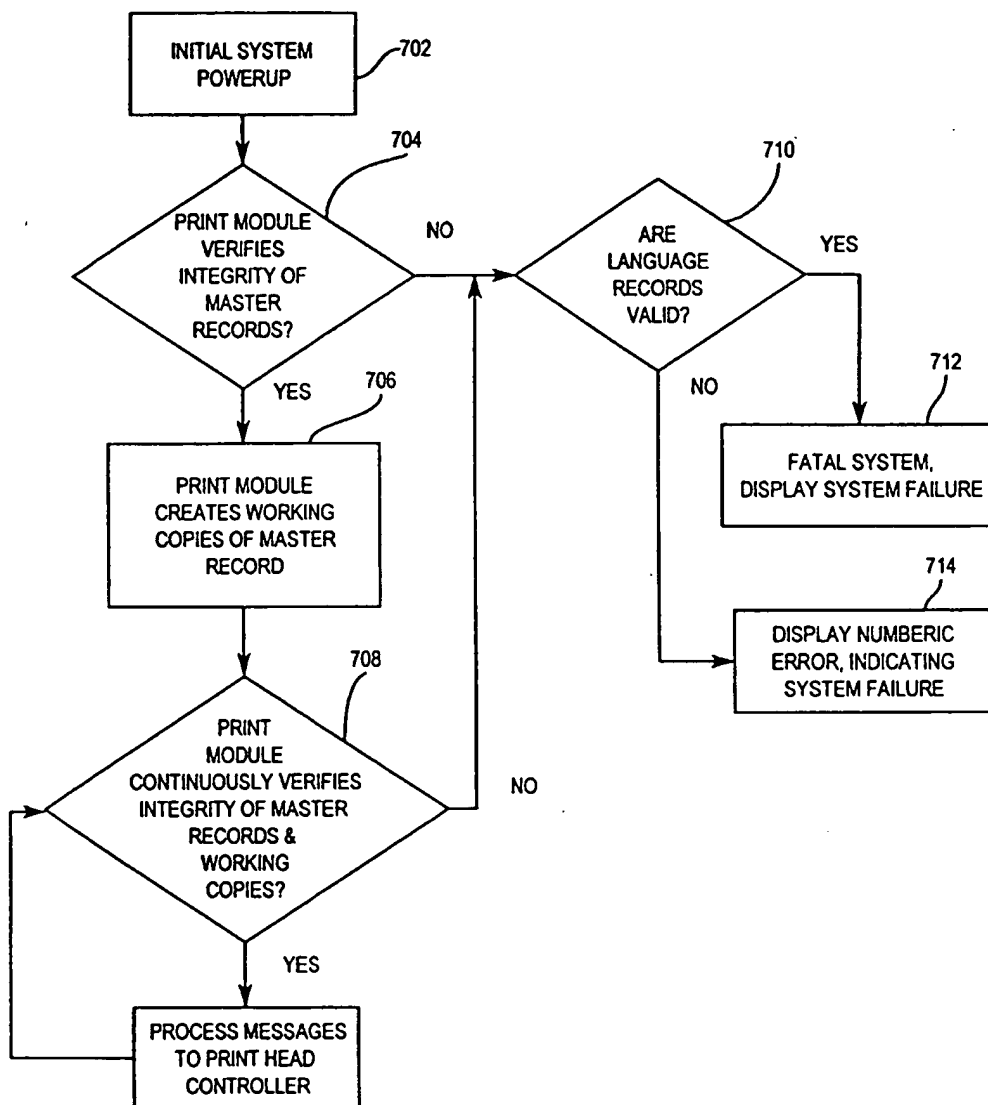 INITIAL SYSTEM
POWERUP
702
704
PRINT MODULE
VERIFIES
INTEGRITY OF
MASTER
RECORDS?
NO
YES
706
PRINT MODULE
CREATES WORKING
COPIES OF MASTER
RECORD
708
PRINT
MODULE
CONTINUOUSLY VERIFIES
INTEGRITY OF MASTER
RECORDS &
WORKING
COPIES?
NO
YES
PROCESS MESSAGES
TO PRINT HEAD
CONTROLLER
710
ARE
LANGUAGE
RECORDS
VALID?
YES
NO
712
FATAL SYSTEM,
DISPLAY SYSTEM FAILURE
714
DISPLAY NUMBERIC
ERROR, INDICATING
SYSTEM FAILURE